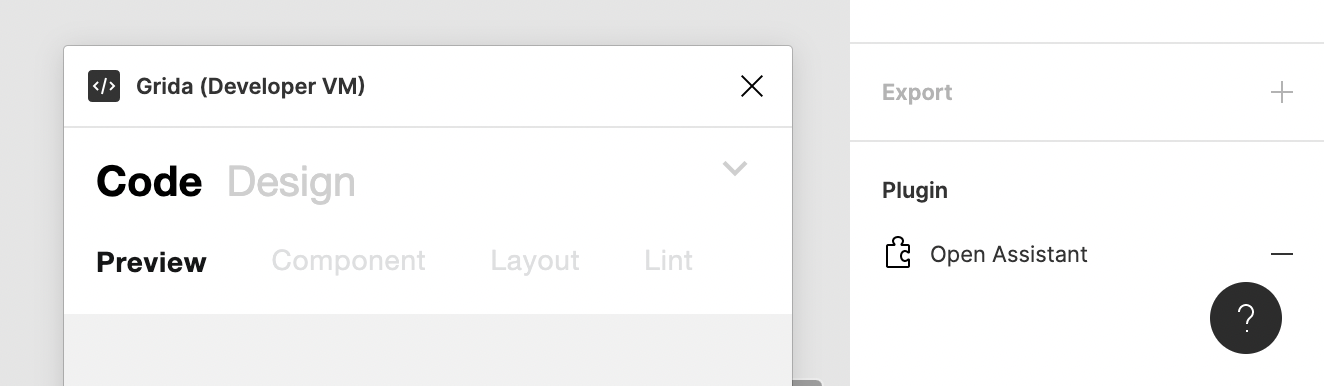 </> Grida (Developer VM)
Code Design
Preview Component Layout Lint
Export
Plugin
Open Assistant
?